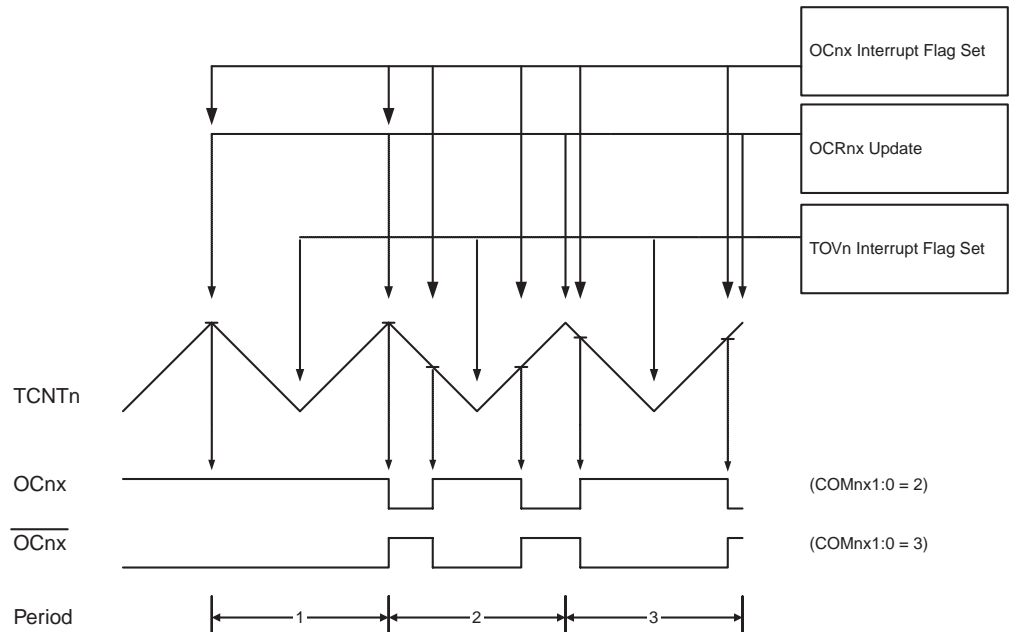 OCnx Interrupt Flag Set
OCRnx Update
TOVn Interrupt Flag Set
TCNTn
OCnx
(COMnx1:0 = 2)
OCnx
(COMnx1:0 = 3)
Period
1
2
3